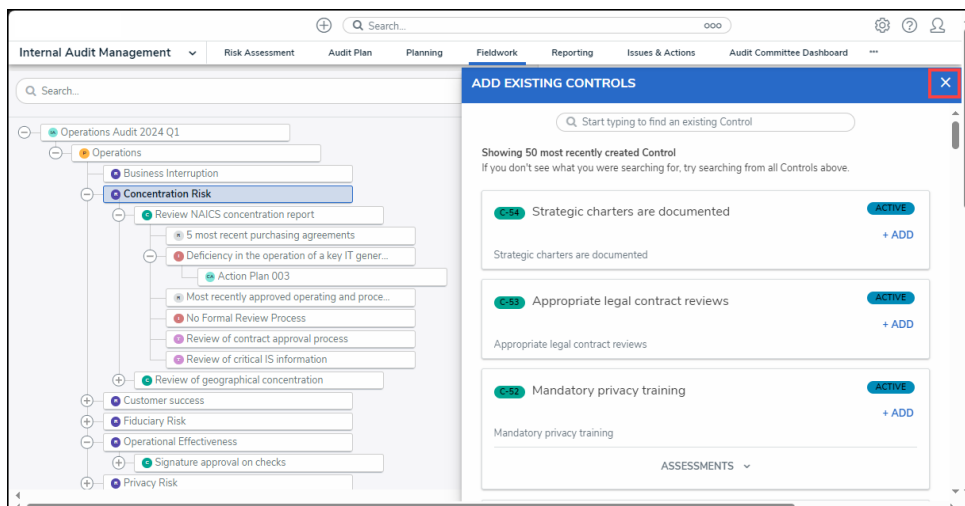 Search...
ooo
Internal Audit Management
Risk Assessment
Audit Plan
Planning
Fieldwork
Reporting
Issues & Actions
Audit Committee Dashboard
...
Search...
Operations Audit 2024 Q1
P Operations
R Business Interruption
R Concentration Risk
C Review NAICS concentration report
R 5 most recent purchasing agreements
I Deficiency in the operation of a key IT gener...
CA Action Plan 003
R Most recently approved operating and proce...
I No Formal Review Process
T Review of contract approval process
T Review of critical IS information
C Review of geographical concentration
R Customer success
R Fiduciary Risk
R Operational Effectiveness
C Signature approval on checks
R Privacy Risk
ADD EXISTING CONTROLS
Start typing to find an existing Control
Showing 50 most recently created Control
If you don't see what you were searching for, try searching from all Controls above.
C-54 Strategic charters are documented ACTIVE
+ ADD
Strategic charters are documented
C-53 Appropriate legal contract reviews ACTIVE
+ ADD
Appropriate legal contract reviews
C-52 Mandatory privacy training ACTIVE
+ ADD
Mandatory privacy training
ASSESSMENTS